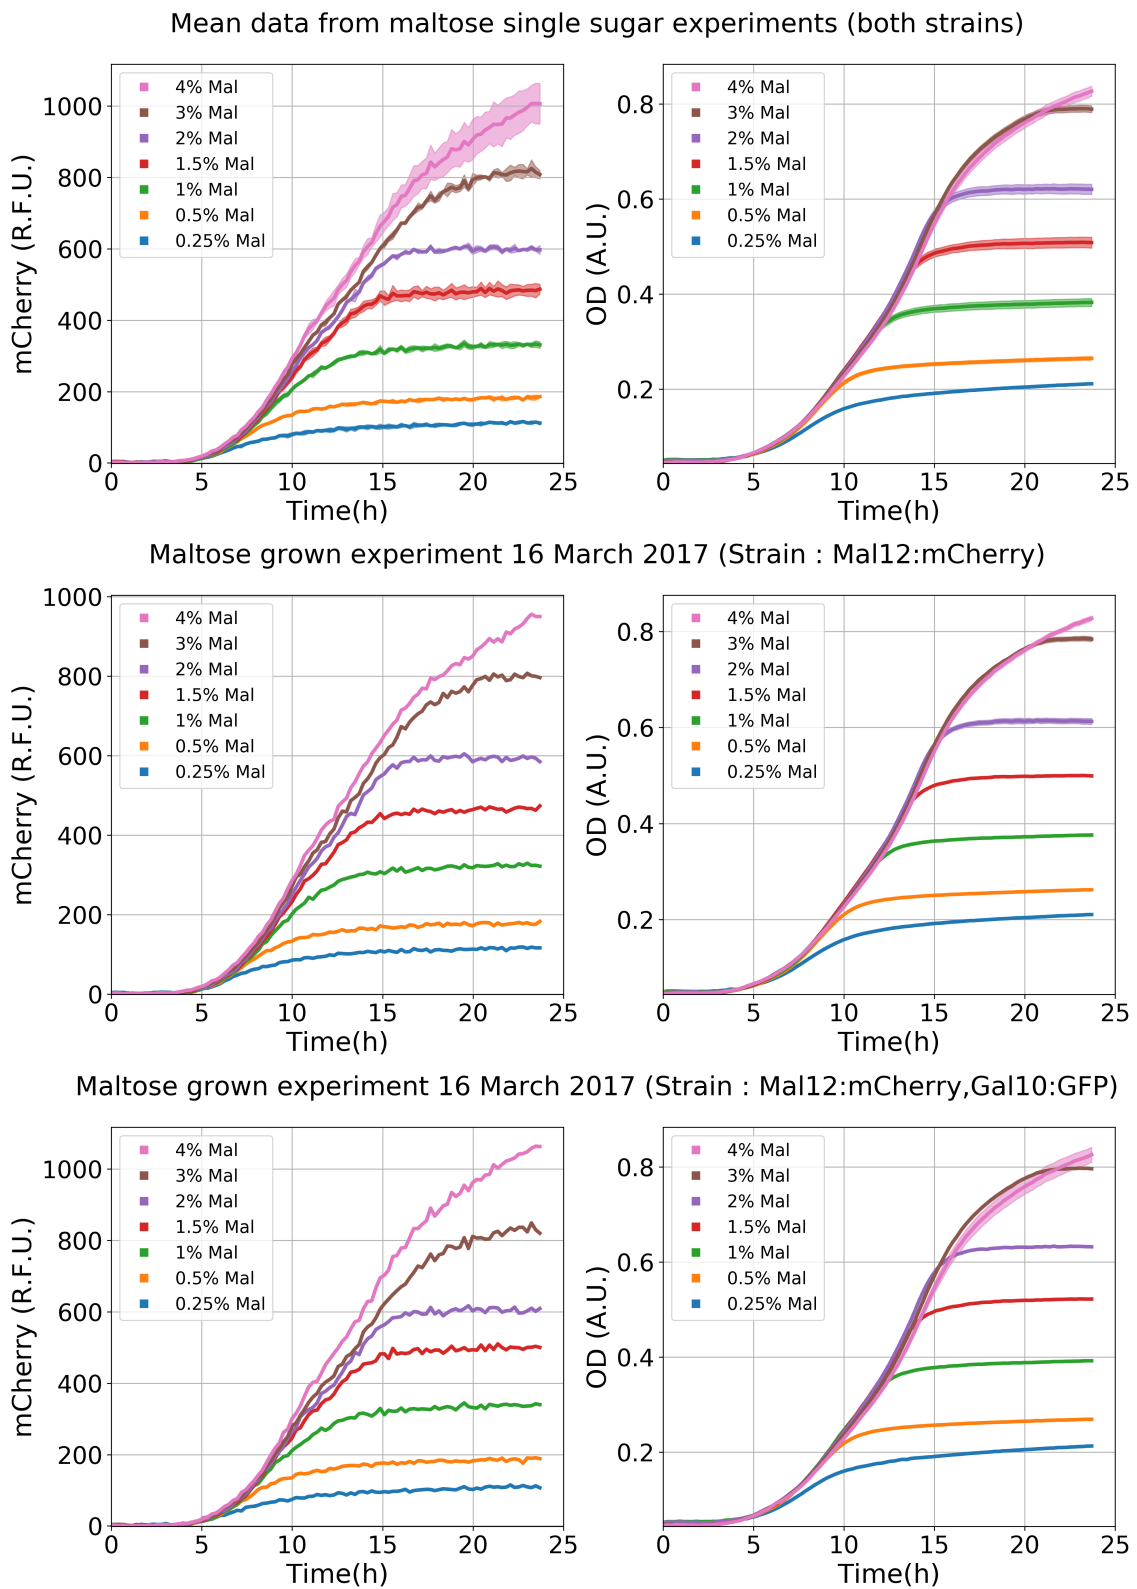 Mean data from maltose single sugar experiments (both strains)
4% Mal
3% Mal
2% Mal
1.5% Mal
1% Mal
0.5% Mal
0.25% Mal
mCherry (R.F.U.)
1000
800
600
400
200
0
0 5 10 15 20 25
Time(h)
4% Mal
3% Mal
2% Mal
1.5% Mal
1% Mal
0.5% Mal
0.25% Mal
OD (A.U.)
0.8
0.6
0.4
0.2
0 5 10 15 20 25
Time(h)
Maltose grown experiment 16 March 2017 (Strain : Mal12:mCherry)
4% Mal
3% Mal
2% Mal
1.5% Mal
1% Mal
0.5% Mal
0.25% Mal
mCherry (R.F.U.)
1000
800
600
400
200
0
0 5 10 15 20 25
Time(h)
4% Mal
3% Mal
2% Mal
1.5% Mal
1% Mal
0.5% Mal
0.25% Mal
OD (A.U.)
0.8
0.6
0.4
0.2
0 5 10 15 20 25
Time(h)
Maltose grown experiment 16 March 2017 (Strain : Mal12:mCherry,Gal10:GFP)
4% Mal
3% Mal
2% Mal
1.5% Mal
1% Mal
0.5% Mal
0.25% Mal
mCherry (R.F.U.)
1000
800
600
400
200
0
0 5 10 15 20 25
Time(h)
4% Mal
3% Mal
2% Mal
1.5% Mal
1% Mal
0.5% Mal
0.25% Mal
OD (A.U.)
0.8
0.6
0.4
0.2
0 5 10 15 20 25
Time(h)